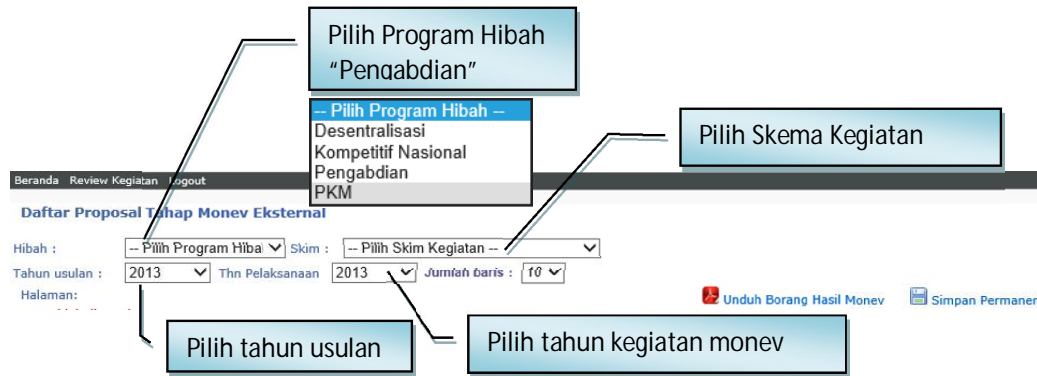 Pilih Program Hibah
“Pengabdian”
-- Pilih Program Hibah --
Desentralisasi
Kompetitif Nasional
Pengabdian
PKM
Pilih Skema Kegiatan
Beranda Review Kegiatan Logout
Daftar Proposal Tahap Monev Eksternal
Hibah : -- Pilih Program Hiba Skim : -- Pilih Skim Kegiatan --
Tahun usulan : 2013 Thn Pelaksanaan 2013 Jumlah baris : 10
Halaman:
Unduh Borang Hasil Monev Simpan Permanen
Pilih tahun usulan
Pilih tahun kegiatan monev